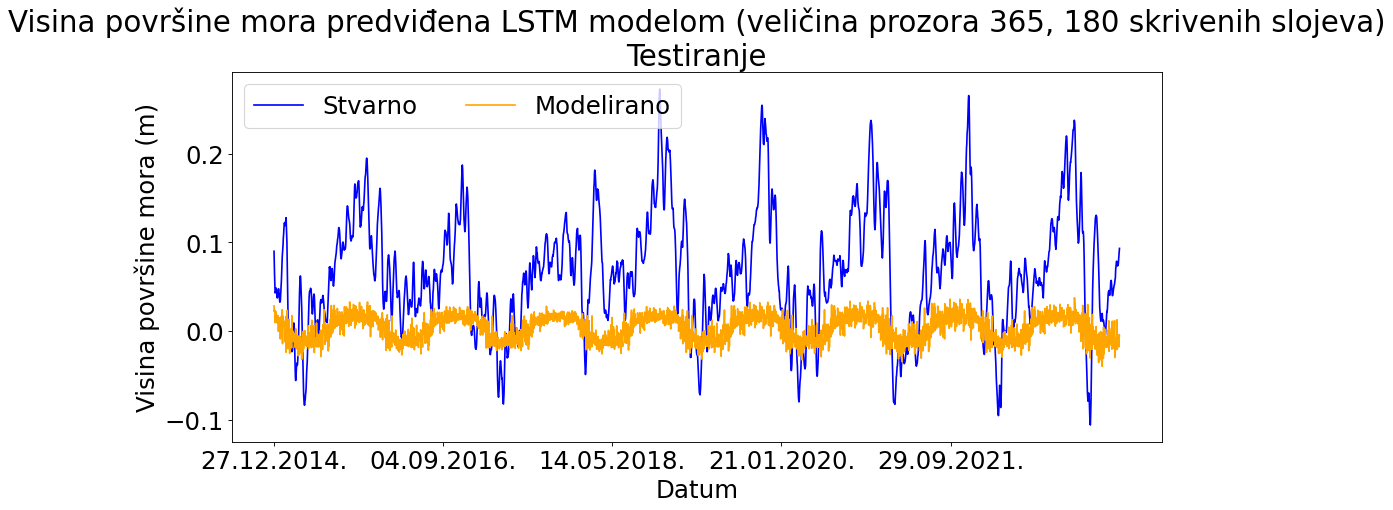 Visina površine mora predviđena LSTM modelom (veličina prozora 365, 180 skrivenih slojeva)
Testiranje
Stvarno Modelirano
Visina površine mora (m)
0.2
0.1
0.0
−0.1
27.12.2014. 04.09.2016. 14.05.2018. 21.01.2020. 29.09.2021.
Datum